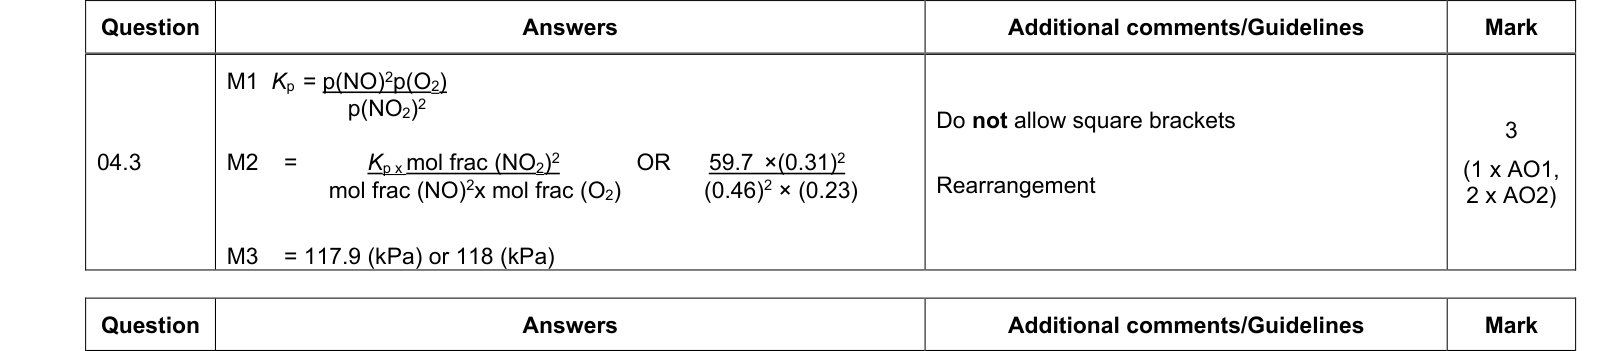 Question Answers Additional comments/Guidelines Mark
M1 Kp = p(NO)²p(O₂)
p(NO₂)²
Do not allow square brackets
3
04.3 M2 = Kp x mol frac (NO₂)² OR 59.7 ×(0.31)²
(1 x AO1,
mol frac (NO)²x mol frac (O₂) (0.46)² × (0.23)
Rearrangement
2 x AO2)
M3 = 117.9 (kPa) or 118 (kPa)
Question Answers Additional comments/Guidelines Mark